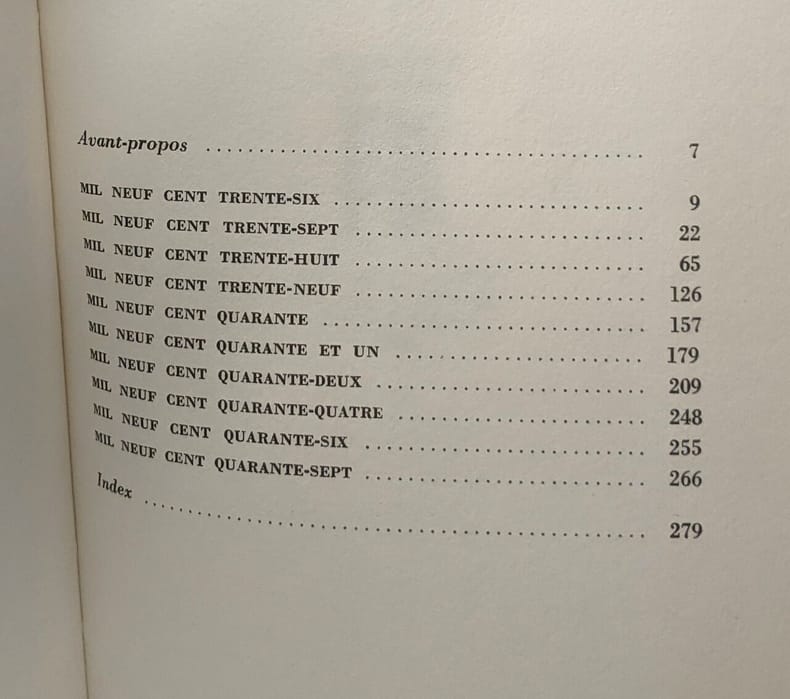 Avant-propos ........................................ 7
MIL NEUF CENT TRENTE-SIX ........................................ 9
MIL NEUF CENT TRENTE-SEPT ........................................ 22
MIL NEUF CENT TRENTE-HUIT ........................................ 65
MIL NEUF CENT TRENTE-NEUF ........................................ 126
MIL NEUF CENT QUARANTE ........................................ 157
MIL NEUF CENT QUARANTE ET UN ........................................ 179
MIL NEUF CENT QUARANTE-DEUX ........................................ 209
MIL NEUF CENT QUARANTE-QUATRE ........................................ 248
MIL NEUF CENT QUARANTE-SIX ........................................ 255
MIL NEUF CENT QUARANTE-SEPT ........................................ 266
Index ........................................ 279